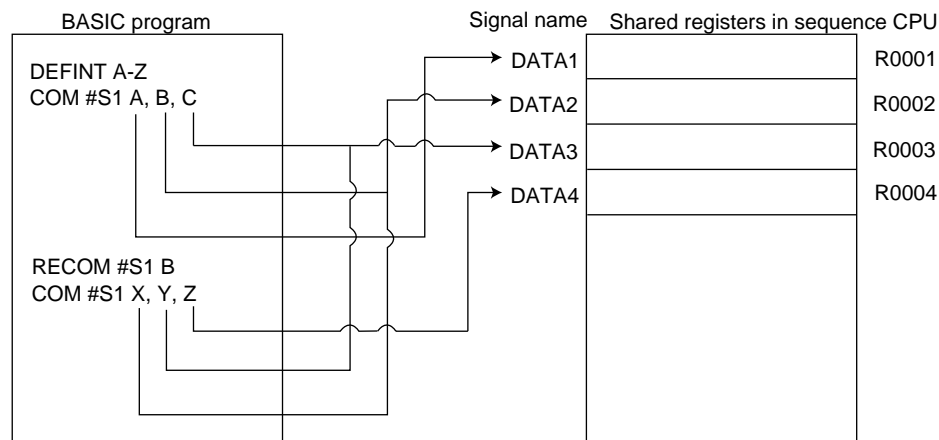 BASIC program
Signal name
Shared registers in sequence CPU
DEFINT A-Z
COM #S1 A, B, C
DATA1
R0001
DATA2
R0002
DATA3
R0003
DATA4
R0004
RECOM #S1 B
COM #S1 X, Y, Z